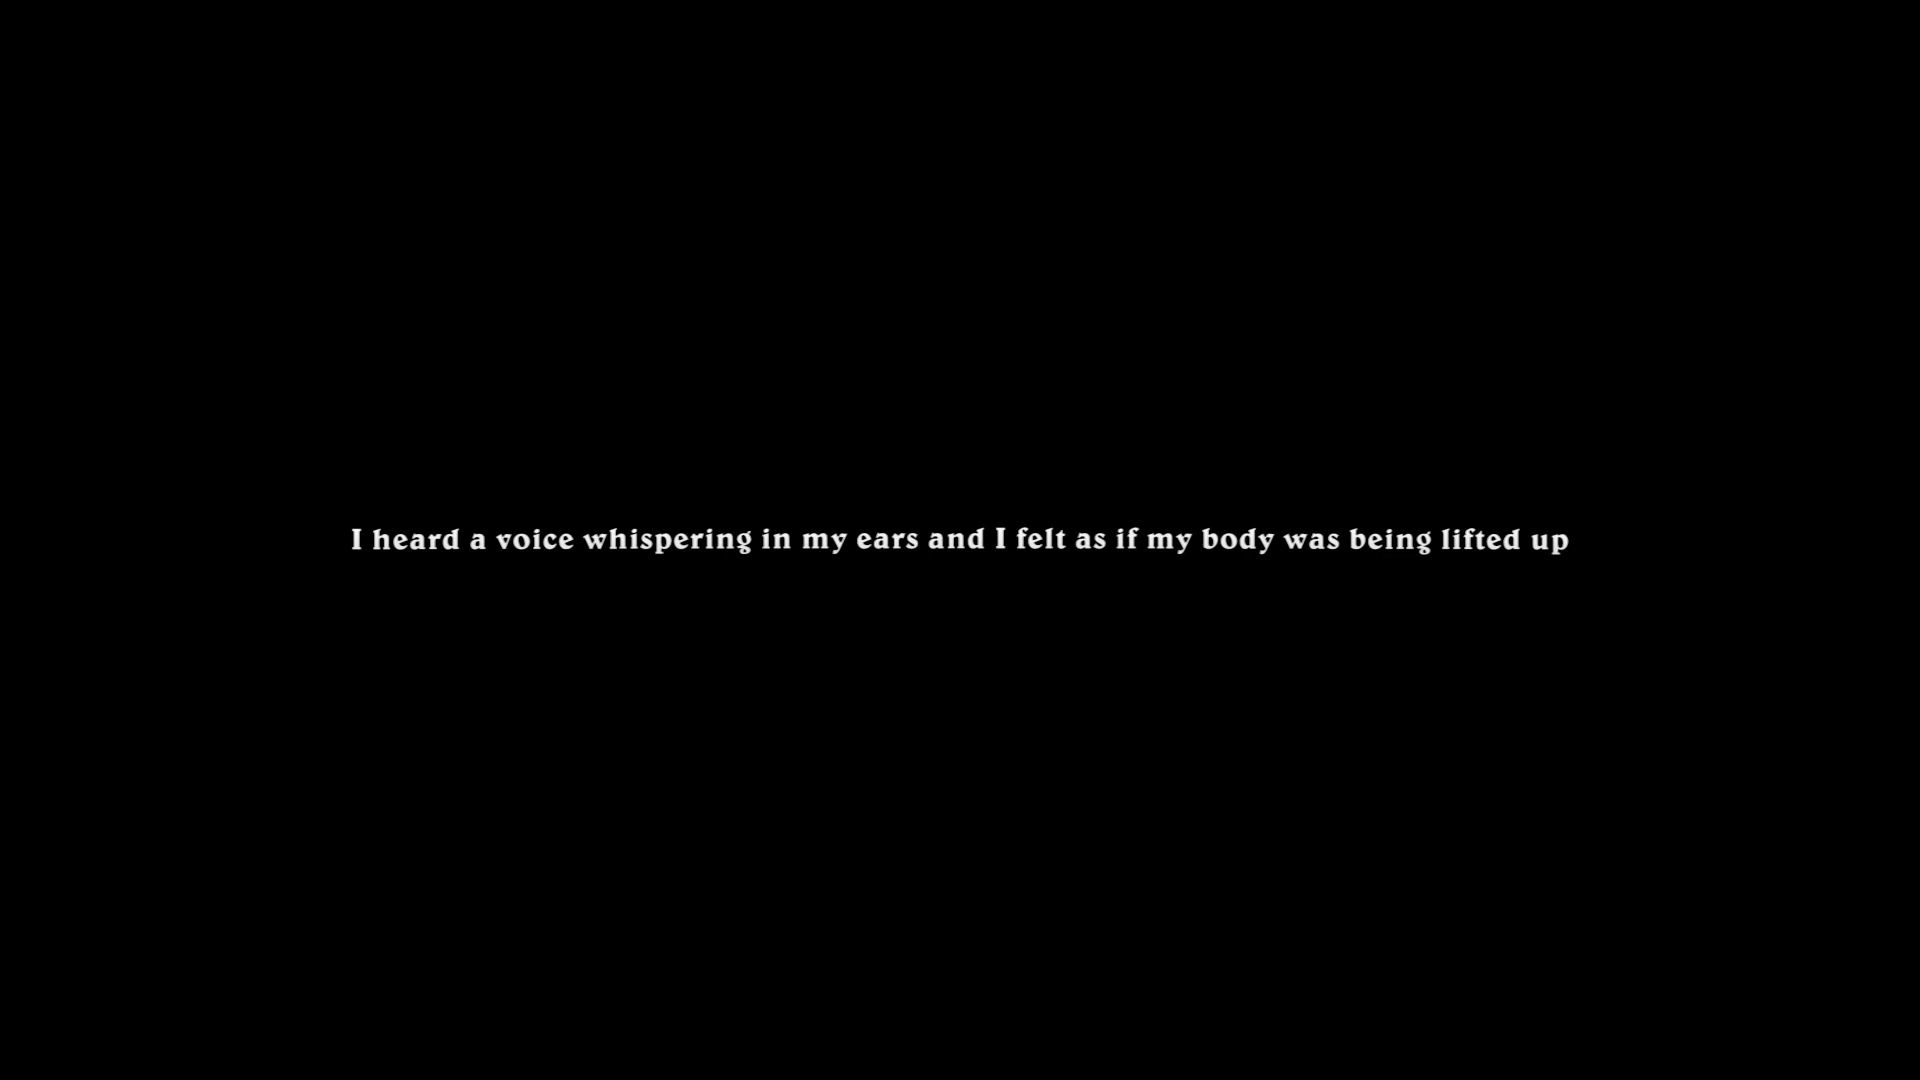 I heard a voice whispering in my ears and I felt as if my body was being lifted up